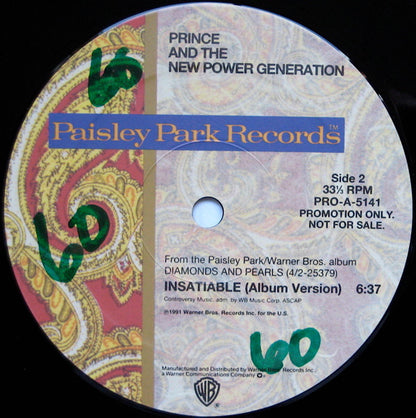 PRINCE
AND THE
NEW POWER GENERATION
60
Paisley Park Records™
Side 2
33⅓ RPM
PRO-A-5141
PROMOTION ONLY.
NOT FOR SALE.
60
From the Paisley Park/Warner Bros. album
DIAMONDS AND PEARLS (4/2-25379)
INSATIABLE (Album Version) 6:37
Controversy Music, adm. by WB Music Corp. ASCAP
℗1991 Warner Bros. Records Inc. for the U.S.
60
Manufactured and Distributed by Warner Bros. Records Inc.,
a Warner Communications Company
WB